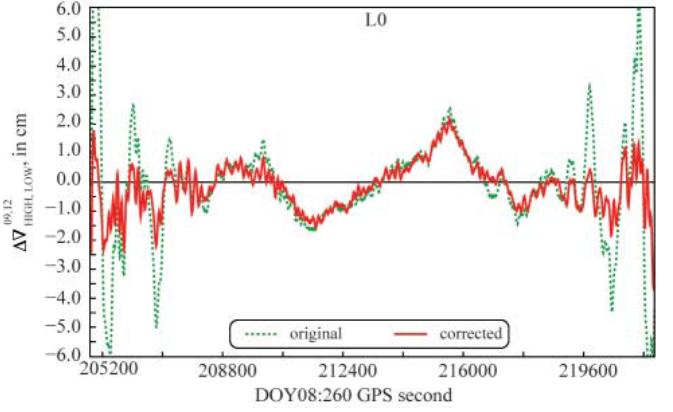 L0
6.0
5.0
4.0
3.0
2.0
1.0
0.0
−1.0
−2.0
−3.0
−4.0
−5.0
−6.0
Δ∇ 09,12 HIGH, LOW, in cm
original corrected
205200 208800 212400 216000 219600
DOY08:260 GPS second